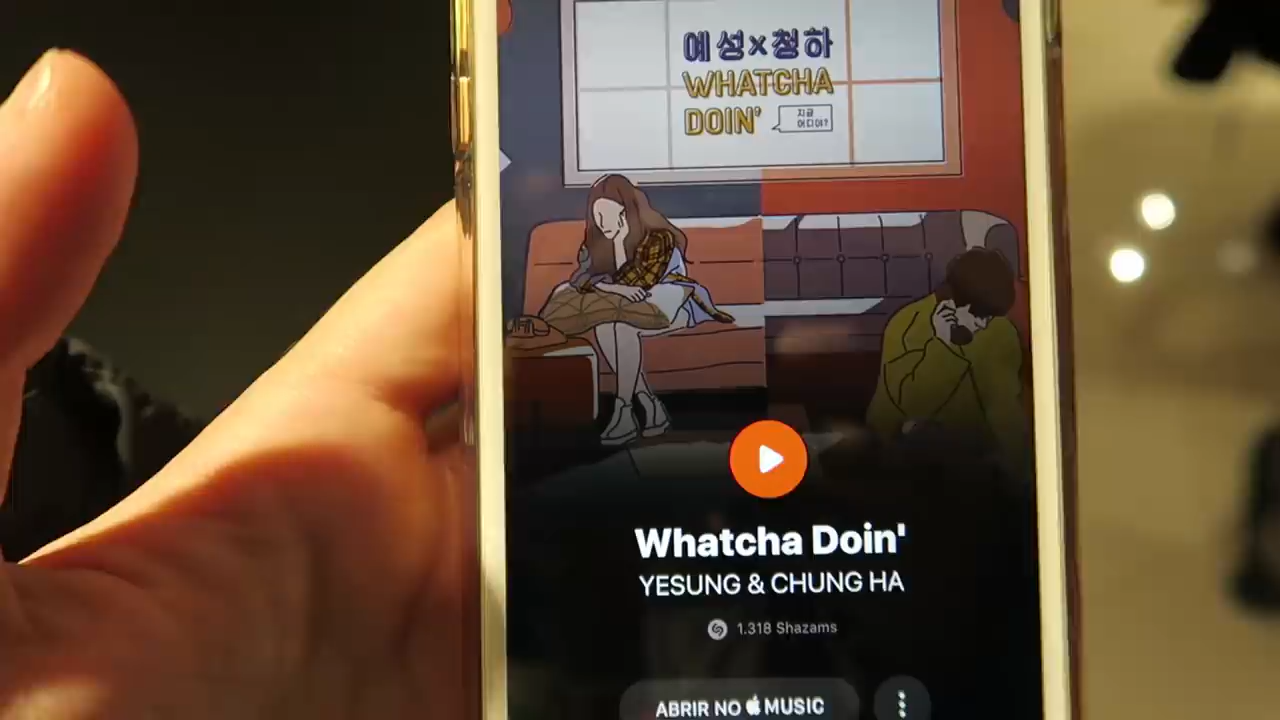 예성x청하
WHATCHA
DOIN'
지금
어디야?
Whatcha Doin'
YESUNG & CHUNG HA
1.318 Shazams
ABRIR NO MUSIC